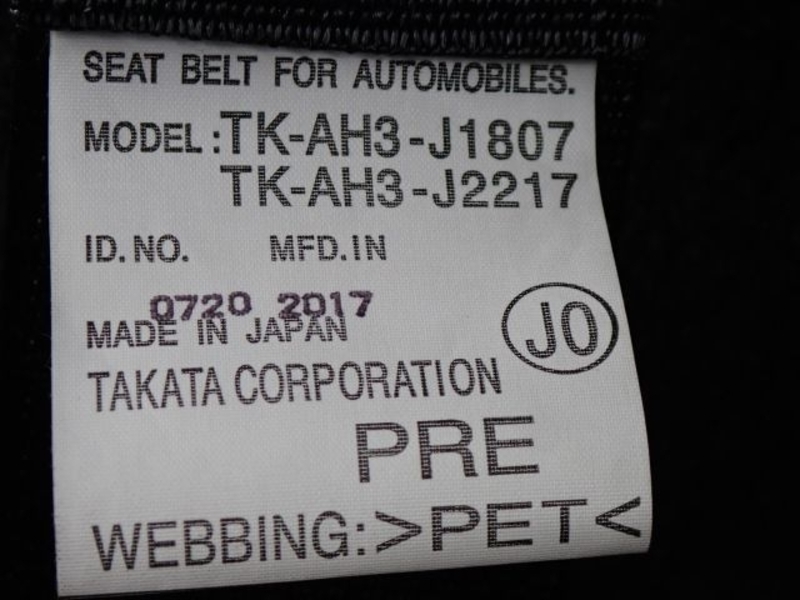 SEAT BELT FOR AUTOMOBILES.
MODEL:TK-AH3-J1807
TK-AH3-J2217
ID.NO. MFD.IN
0720 2017
MADE IN JAPAN
JO
TAKATA CORPORATION
PRE
WEBBING:>PET<